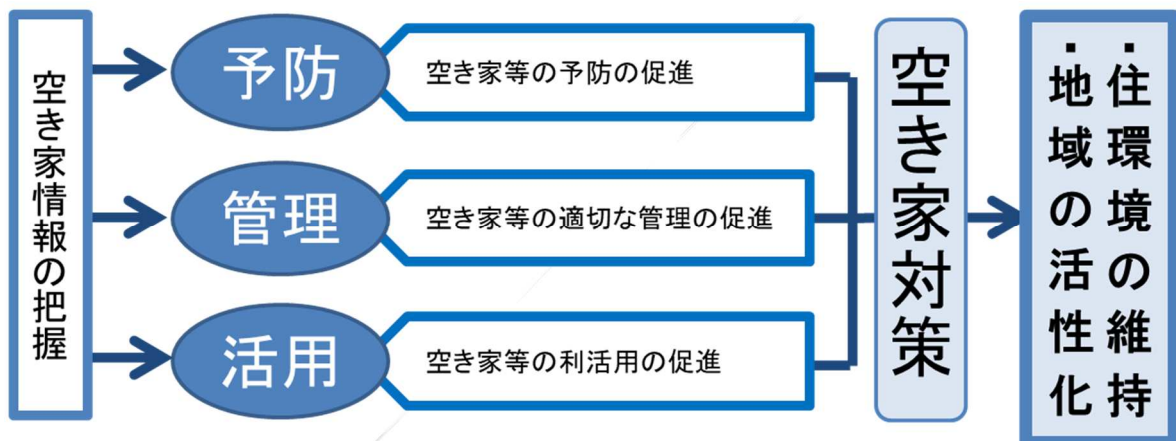 空き家情報の把握
予防
空き家等の予防の促進
管理
空き家等の適切な管理の促進
活用
空き家等の利活用の促進
空き家対策
・住環境の維持
・地域の活性化